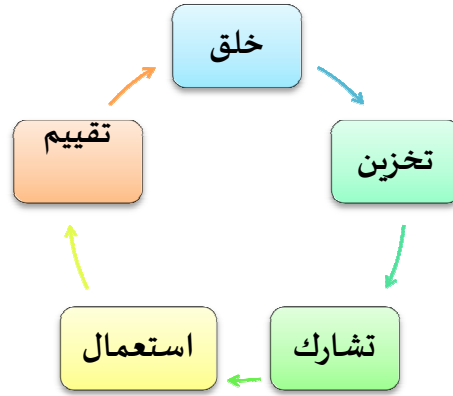 خلق
تخزين
تشارك
استعمال
تقييم